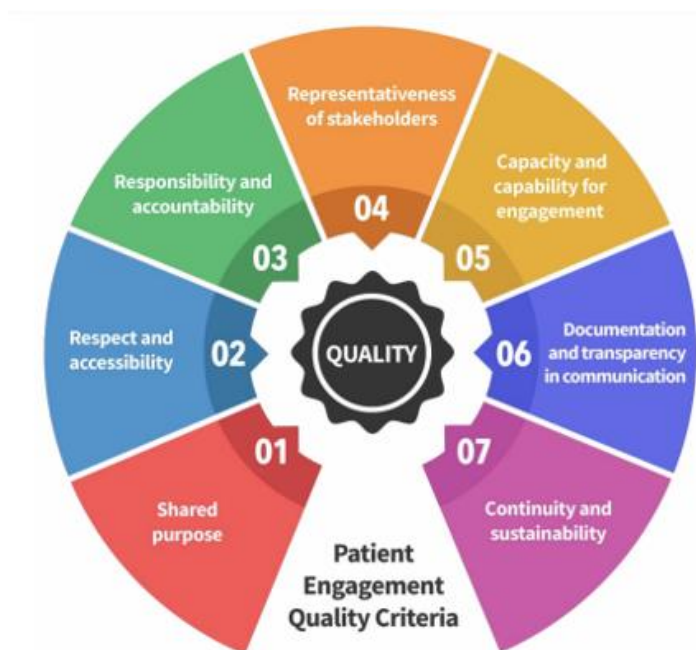 01
Shared
purpose
02
Respect and
accessibility
03
Responsibility and
accountability
04
Representativeness
of stakeholders
05
Capacity and
capability for
engagement
06
Documentation
and transparency
in communication
07
Continuity and
sustainability
QUALITY
Patient
Engagement
Quality Criteria